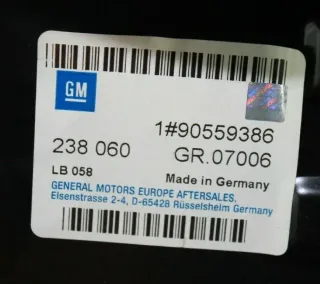 GM
1#90559386
238 060
GR.07006
LB 058
Made in Germany
GENERAL MOTORS EUROPE AFTERSALES,
Eisenstrasse 2-4, D-65428 Rüsselsheim Germany